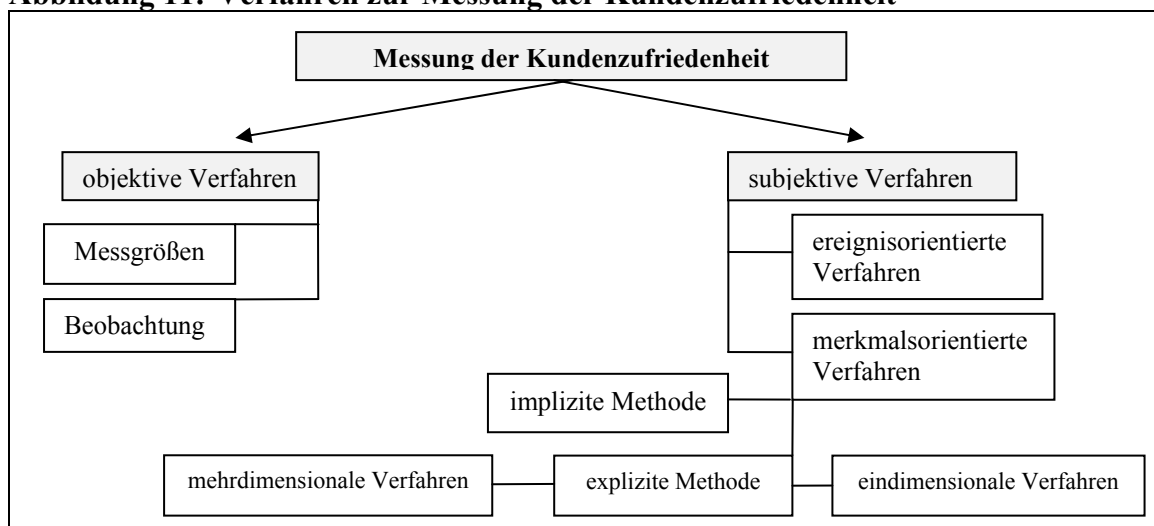 Abbildung 11: Verfahren zur Messung der Kundenzufriedenheit
Messung der Kundenzufriedenheit
objektive Verfahren
subjektive Verfahren
Messgrößen
ereignisorientierte
Verfahren
Beobachtung
merkmalsorientierte
Verfahren
implizite Methode
mehrdimensionale Verfahren
explizite Methode
eindimensionale Verfahren